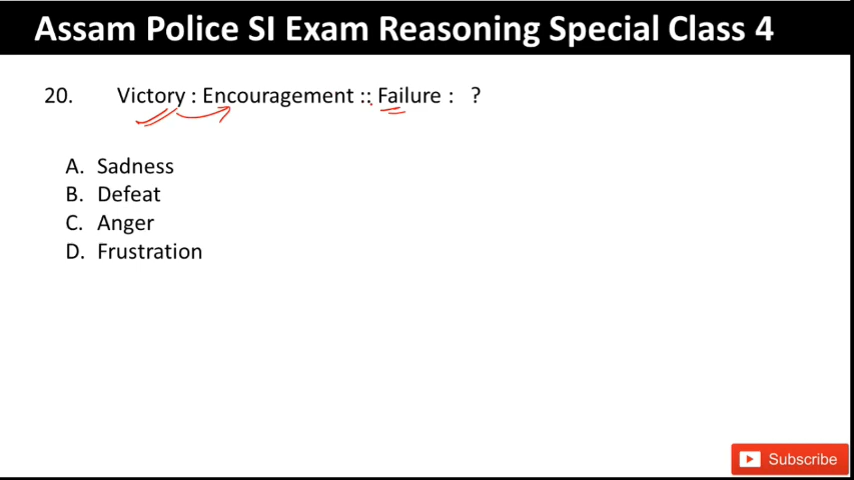 Assam Police SI Exam Reasoning Special Class 4
20. Victory : Encouragement :: Failure : ?
A. Sadness
B. Defeat
C. Anger
D. Frustration
Subscribe